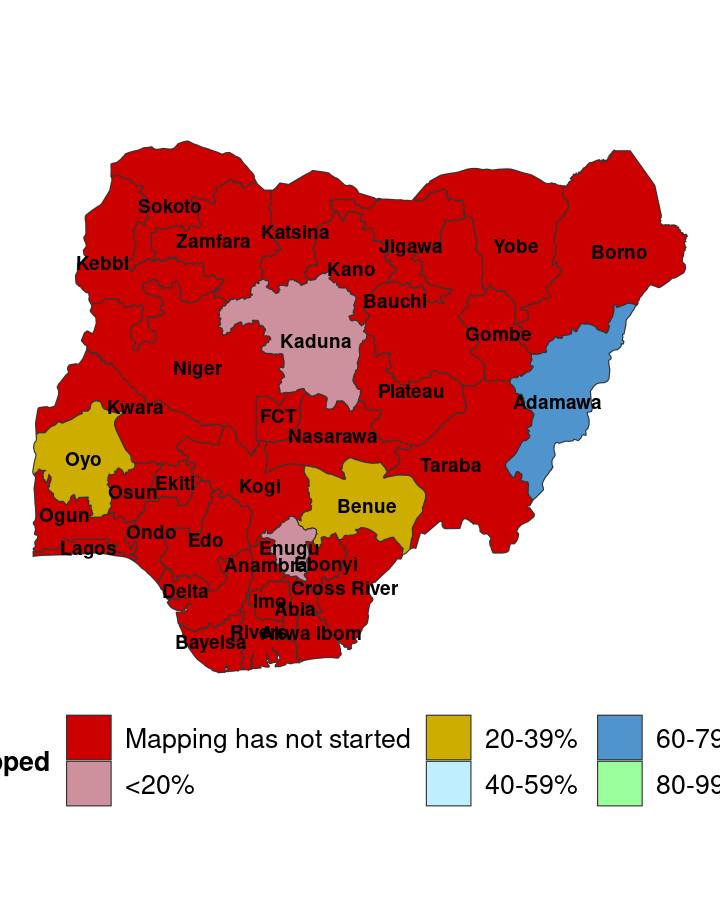 Sokoto
Katsina
Zamfara
Jigawa
Yobe
Borno
Kebbi
Kano
Bauchi
Gombe
Kaduna
Niger
Plateau
Adamawa
Kwara
FCT
Nasarawa
Oyo
Taraba
Ekiti
Kogi
Osun
Benue
Ogun
Ondo
Edo
Lagos
Enugu
Anambra
Ebonyi
Delta
Cross River
Imo
Abia
Rivers
Akwa Ibom
Bayelsa
pped
Mapping has not started
20-39%
60-79
<20%
40-59%
80-99